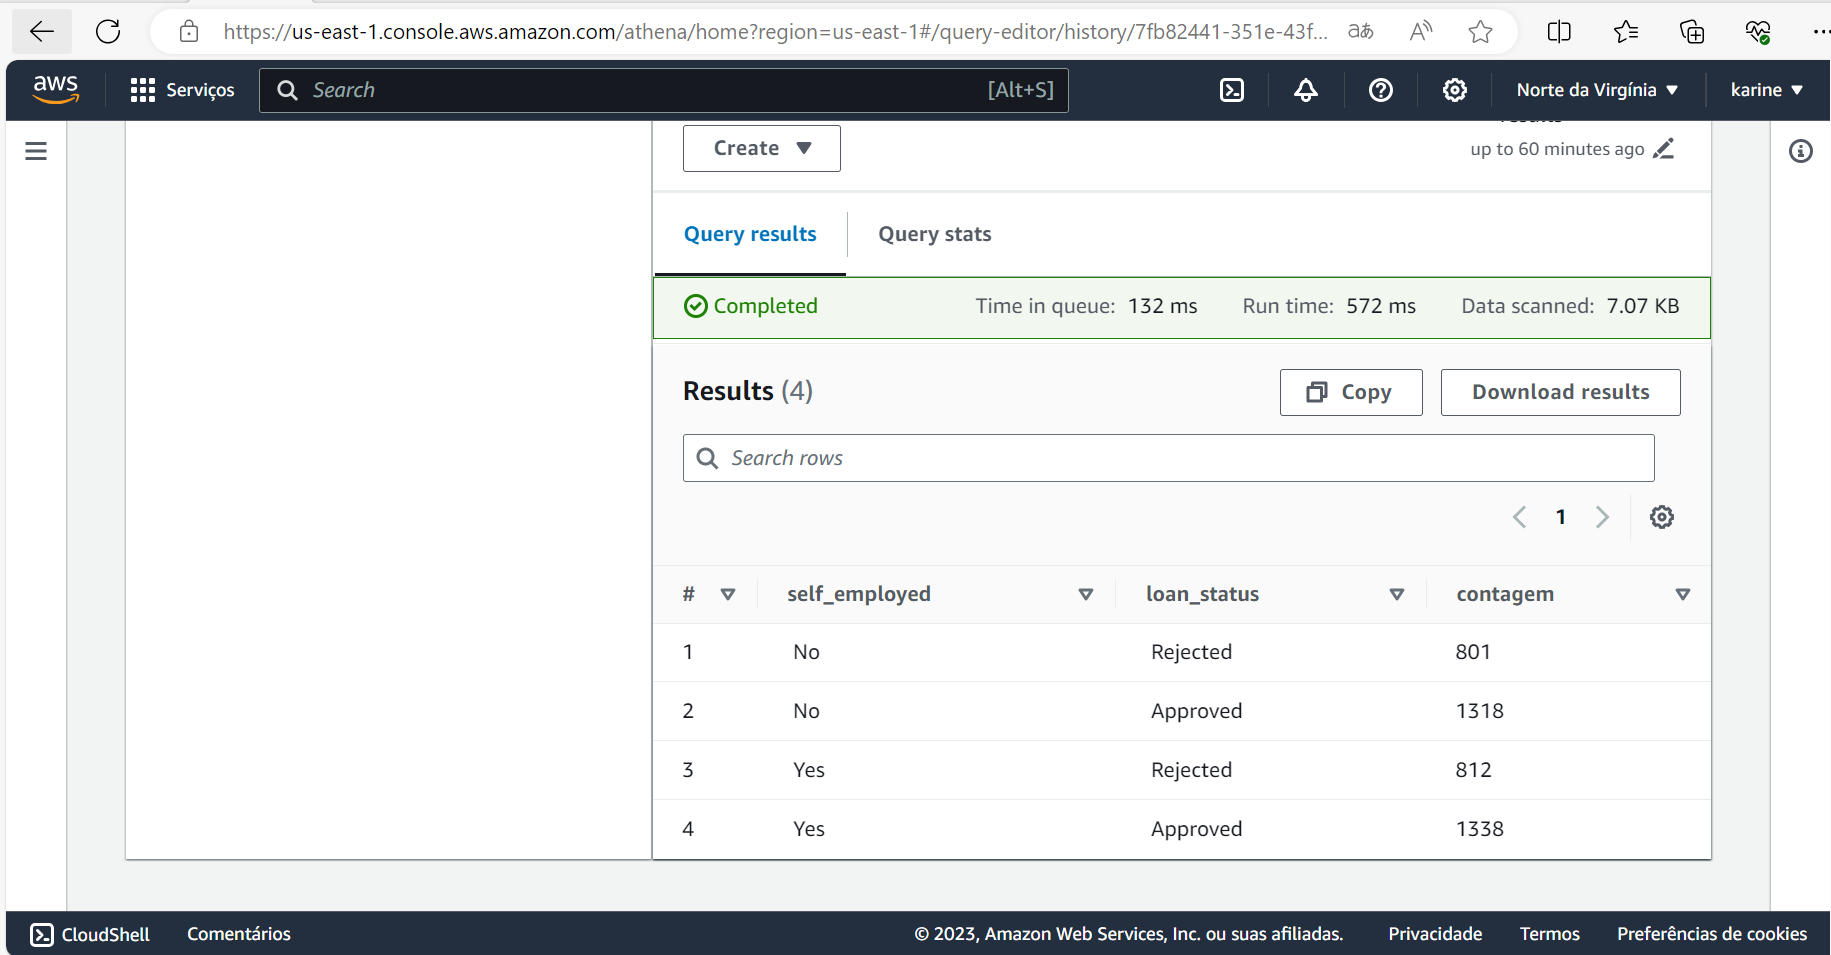 https://us-east-1.console.aws.amazon.com/athena/home?region=us-east-1#/query-editor/history/7fb82441-351e-43f...
aws Serviços Search [Alt+S] Norte da Virgínia karine
Create
results
up to 60 minutes ago
Query results Query stats
Completed Time in queue: 132 ms Run time: 572 ms Data scanned: 7.07 KB
Results (4) Copy Download results
Search rows
1
# self_employed loan_status contagem
1 No Rejected 801
2 No Approved 1318
3 Yes Rejected 812
4 Yes Approved 1338
CloudShell Comentários © 2023, Amazon Web Services, Inc. ou suas afiliadas. Privacidade Termos Preferências de cookies